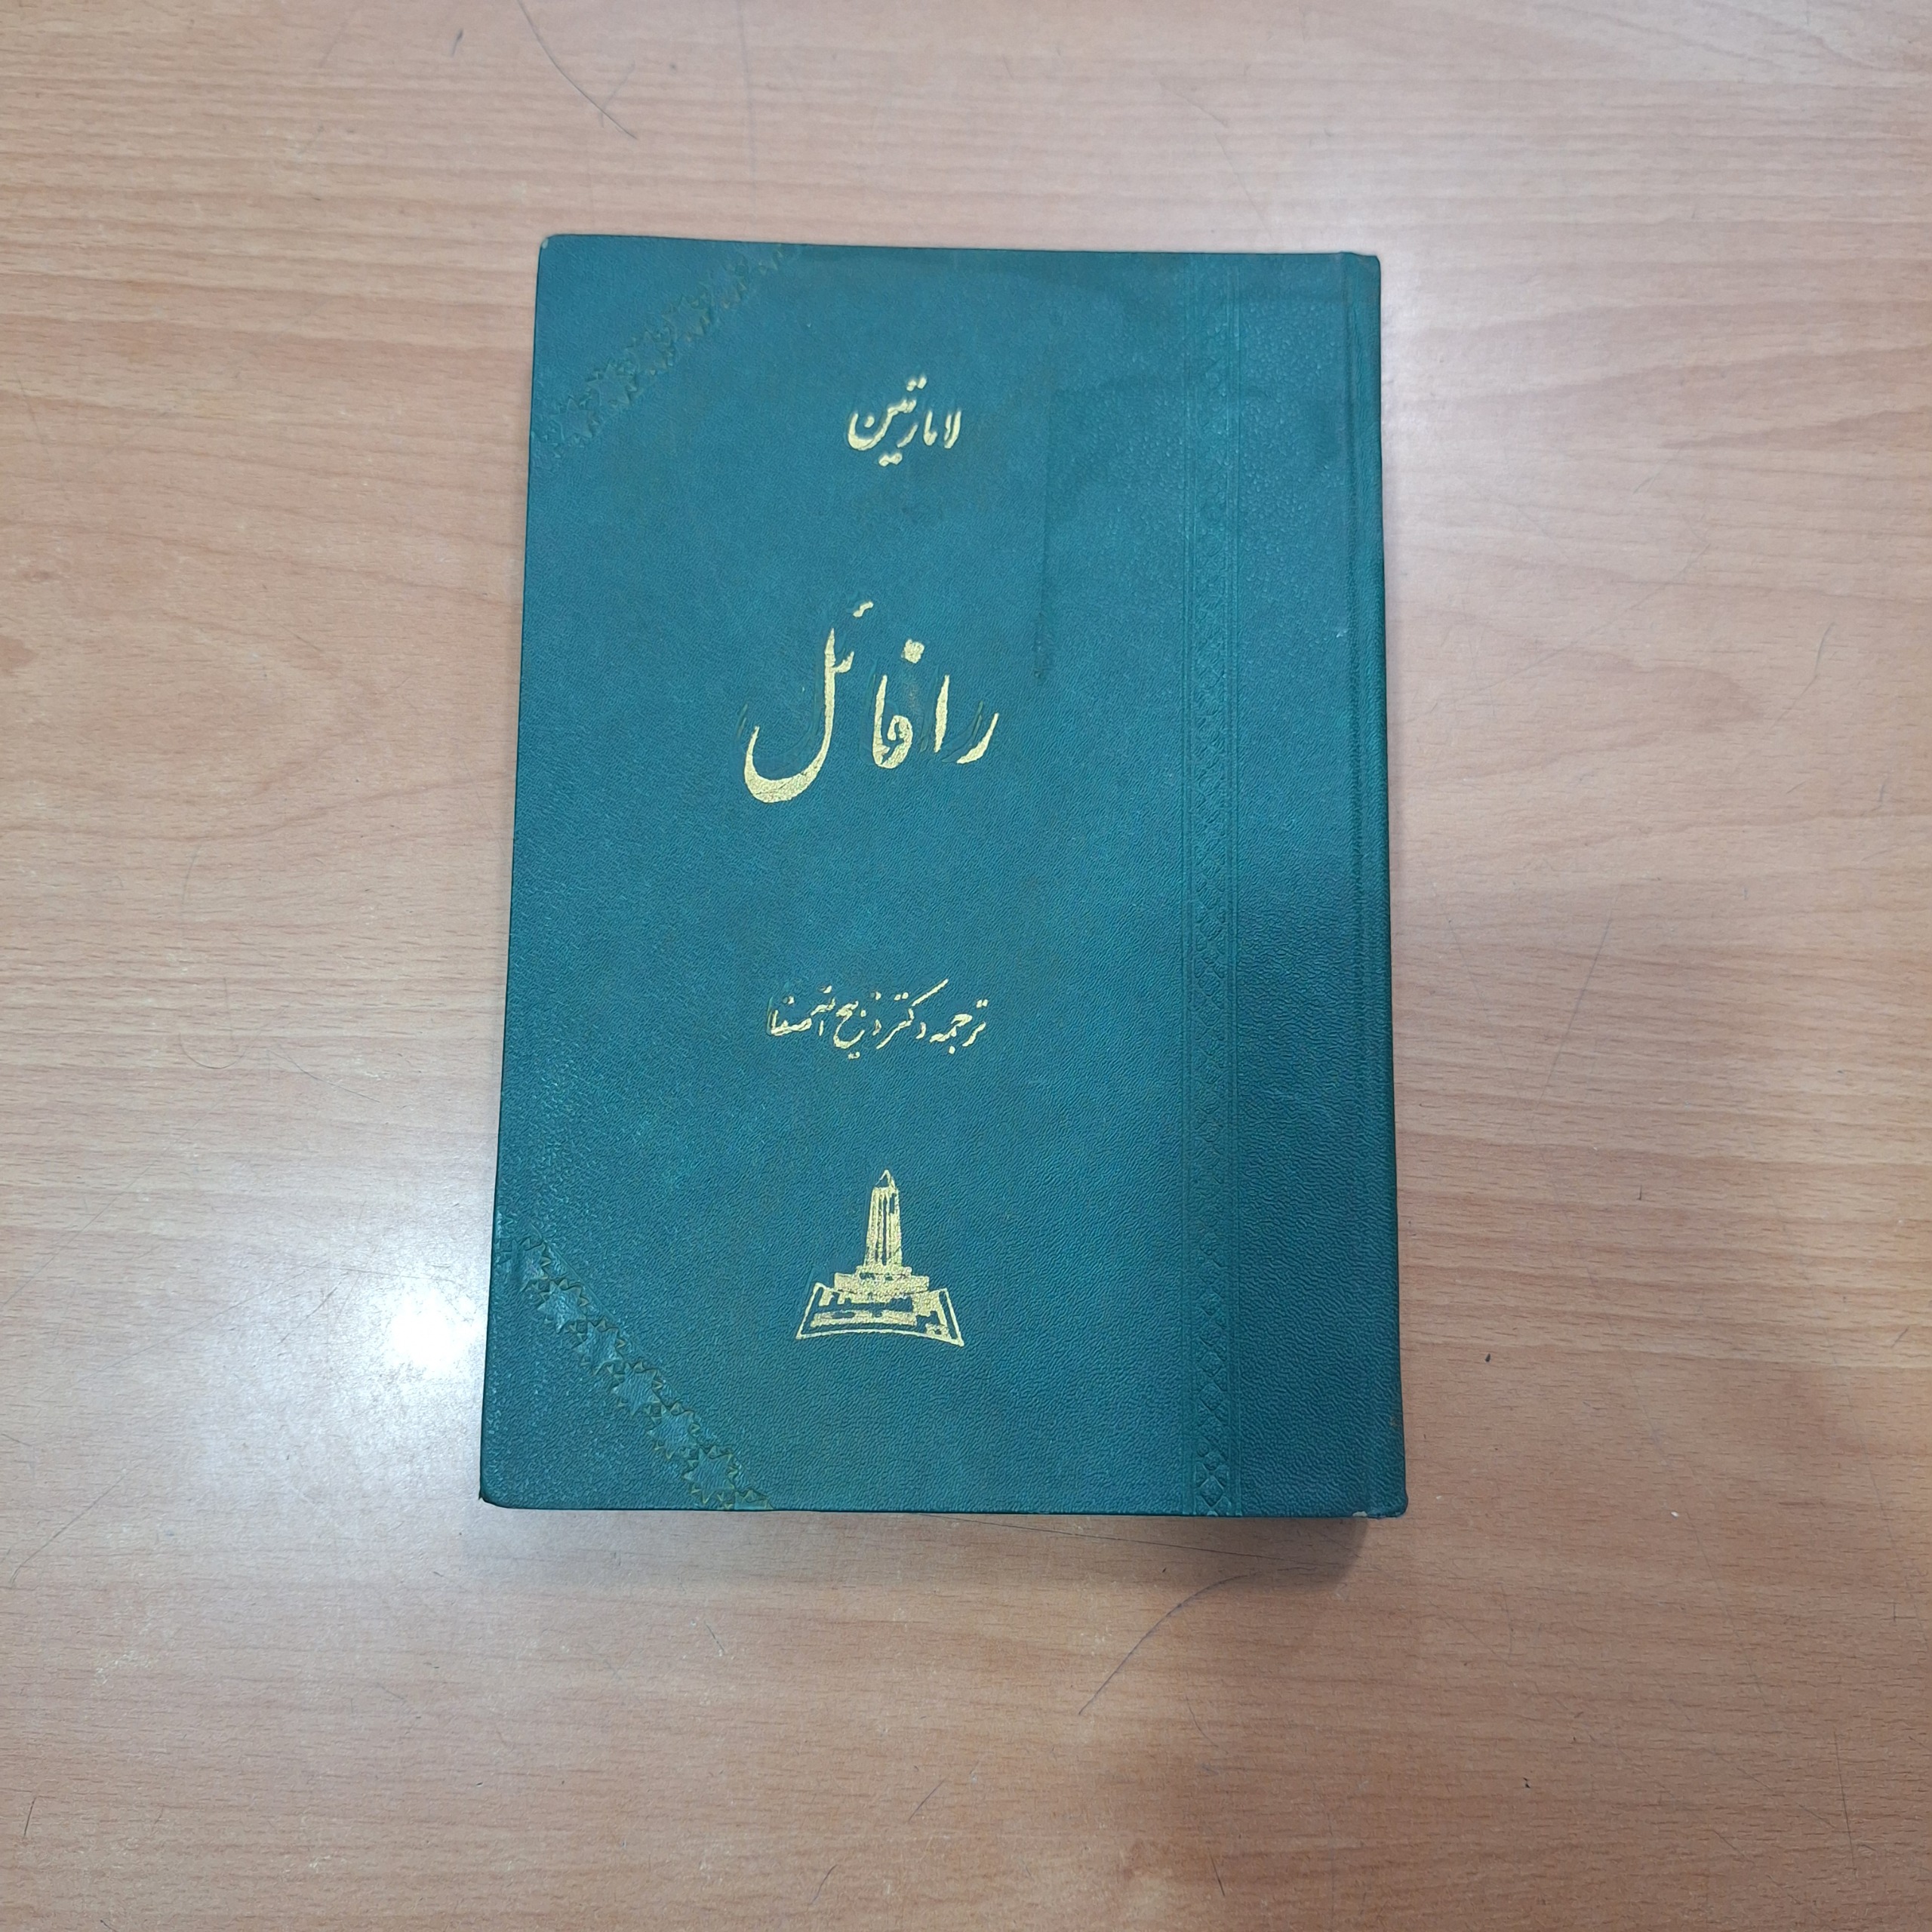 لامارتین
رافائل
ترجمه دکتر ذبیح الله صفا